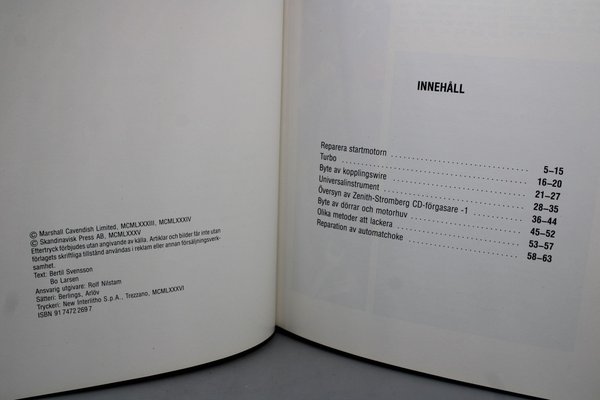 © Marshall Cavendish Limited, MCMLXXXIII, MCMLXXXIV
© Skandinavisk Press AB, MCMLXXXV
Eftertryck förbjudes utan angivande av källa. Artiklar och bilder får inte utan
förlagets skriftliga tillstånd användas i reklam eller annan försäljningsverk-
samhet.
Text: Bertil Svensson
Bo Larsen
Ansvarig utgivare: Rolf Nilstam
Sätteri: Berlings, Arlöv
Tryckeri: New Interlitho S.p.A., Trezzano, MCMLXXXVI
ISBN 91 7472 269 7
INNEHÅLL
Reparera startmotorn 5–15
Turbo 16–20
Byte av kopplingswire 21–27
Universalinstrument 28–35
Översyn av Zenith-Stromberg CD-förgasare -1 36–44
Byte av dörrar och motorhuv 45–52
Olika metoder att lackera 53–57
Reparation av automatchoke 58–63